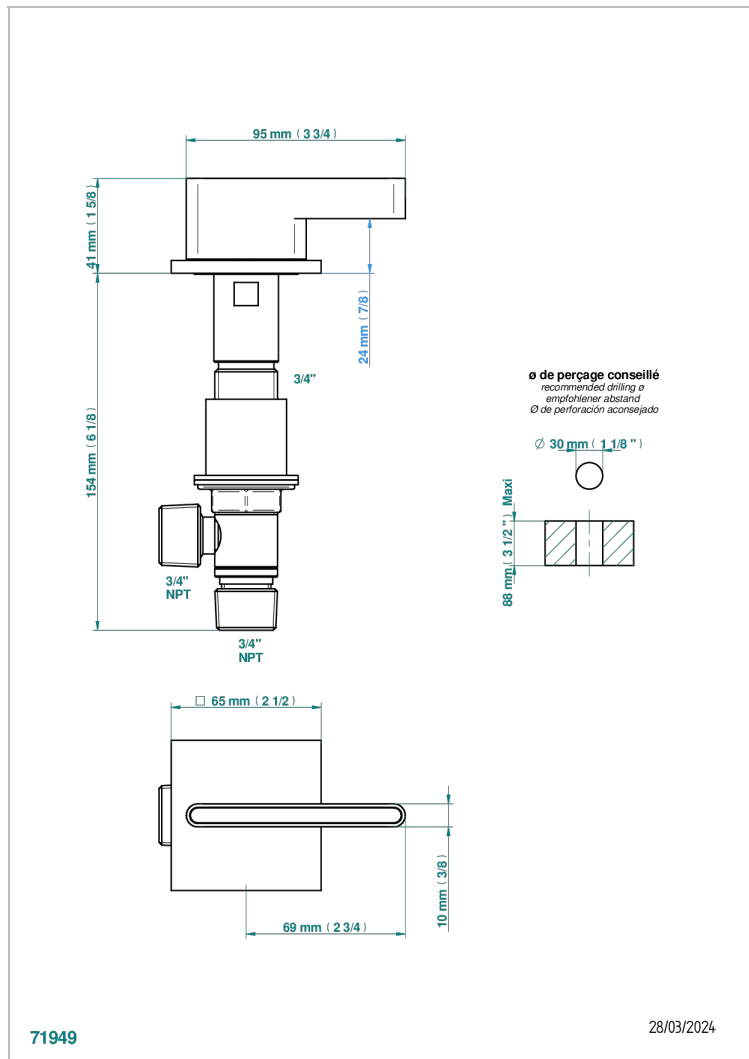 95 mm ( 3 3/4 )
41 mm ( 1 5/8 )
24 mm ( 7/8 )
3/4"
154 mm ( 6 1/8 )
3/4"
NPT
3/4"
NPT
ø de perçage conseillé
recommended drilling ø
empfohlener abstand
Ø de perforación aconsejado
∅ 30 mm ( 1 1/8 " )
88 mm ( 3 1/2 " ) Maxi
□ 65 mm ( 2 1/2 )
10 mm ( 3/8 )
69 mm ( 2 3/4 )
71949
28/03/2024